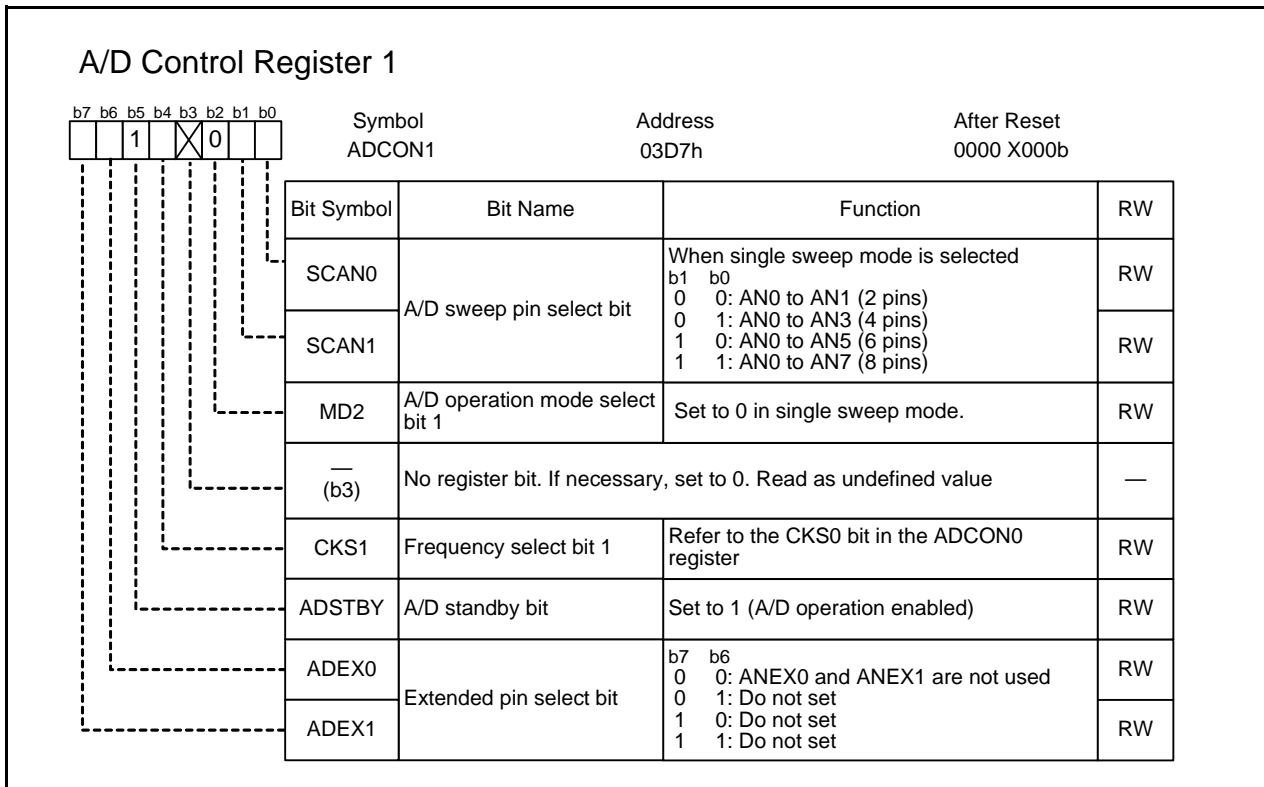 A/D Control Register 1
b7 b6 b5 b4 b3 b2 b1 b0
1 0
Symbol Address After Reset
ADCON1 03D7h 0000 X000b
Bit Symbol Bit Name Function RW
SCAN0 RW
SCAN1 RW
A/D sweep pin select bit
When single sweep mode is selected
b1 b0
0 0: AN0 to AN1 (2 pins)
0 1: AN0 to AN3 (4 pins)
1 0: AN0 to AN5 (6 pins)
1 1: AN0 to AN7 (8 pins)
MD2
A/D operation mode select
bit 1
Set to 0 in single sweep mode.
RW
—
(b3)
No register bit. If necessary, set to 0. Read as undefined value
—
CKS1
Frequency select bit 1
Refer to the CKS0 bit in the ADCON0
register
RW
ADSTBY A/D standby bit Set to 1 (A/D operation enabled) RW
ADEX0 RW
ADEX1 RW
Extended pin select bit
b7 b6
0 0: ANEX0 and ANEX1 are not used
0 1: Do not set
1 0: Do not set
1 1: Do not set